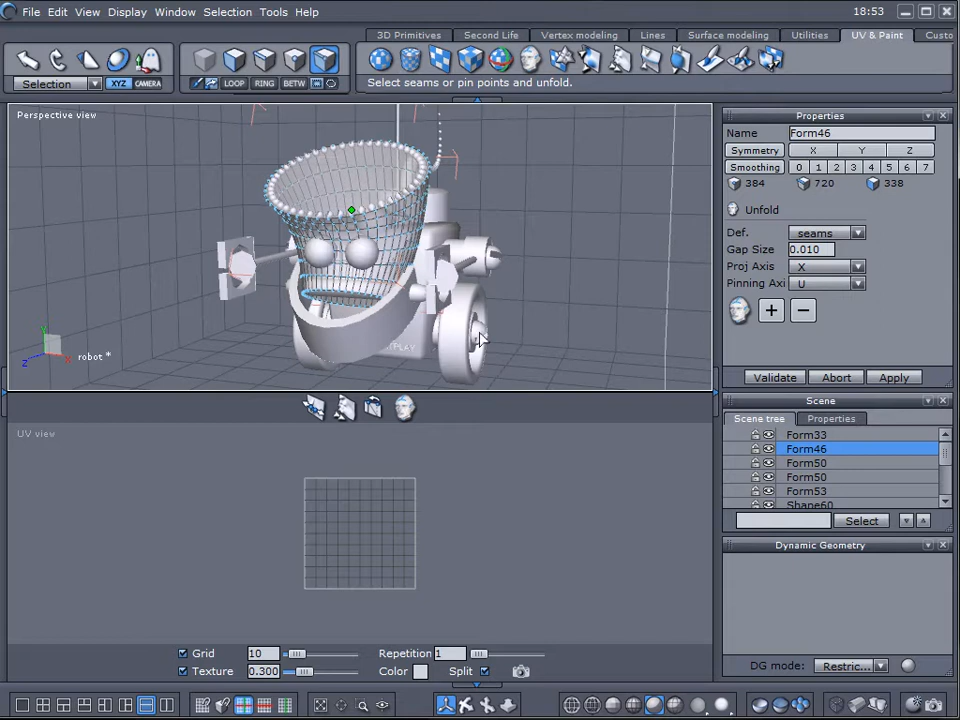 File Edit Display Window Selection Tools Help 18:53
3D Primitives Second Life Vertex modeling Lines Surface modeling Utilities UV & Paint Custo
Selection XYZ CAMERA LOOP RING BETW Select seams or pin points and unfold.
Perspective view
Properties
Name Form46
Symmetry X Y Z
Smoothing 0 1 2 3 4 5 6 7
384 720 338
Unfold
Def. seams
Gap Size 0.010
Proj Axis X
Pinning Axi U
+ −
Y
Z X robot *
Validate Abort Apply
Scene
Scene tree Properties
UV view
Form33
Form46
Form50
Form50
Form53
Shape60
Select
Dynamic Geometry
Grid 10 Repetition 1
Texture 0.300 Color Split
DG mode: Restric...